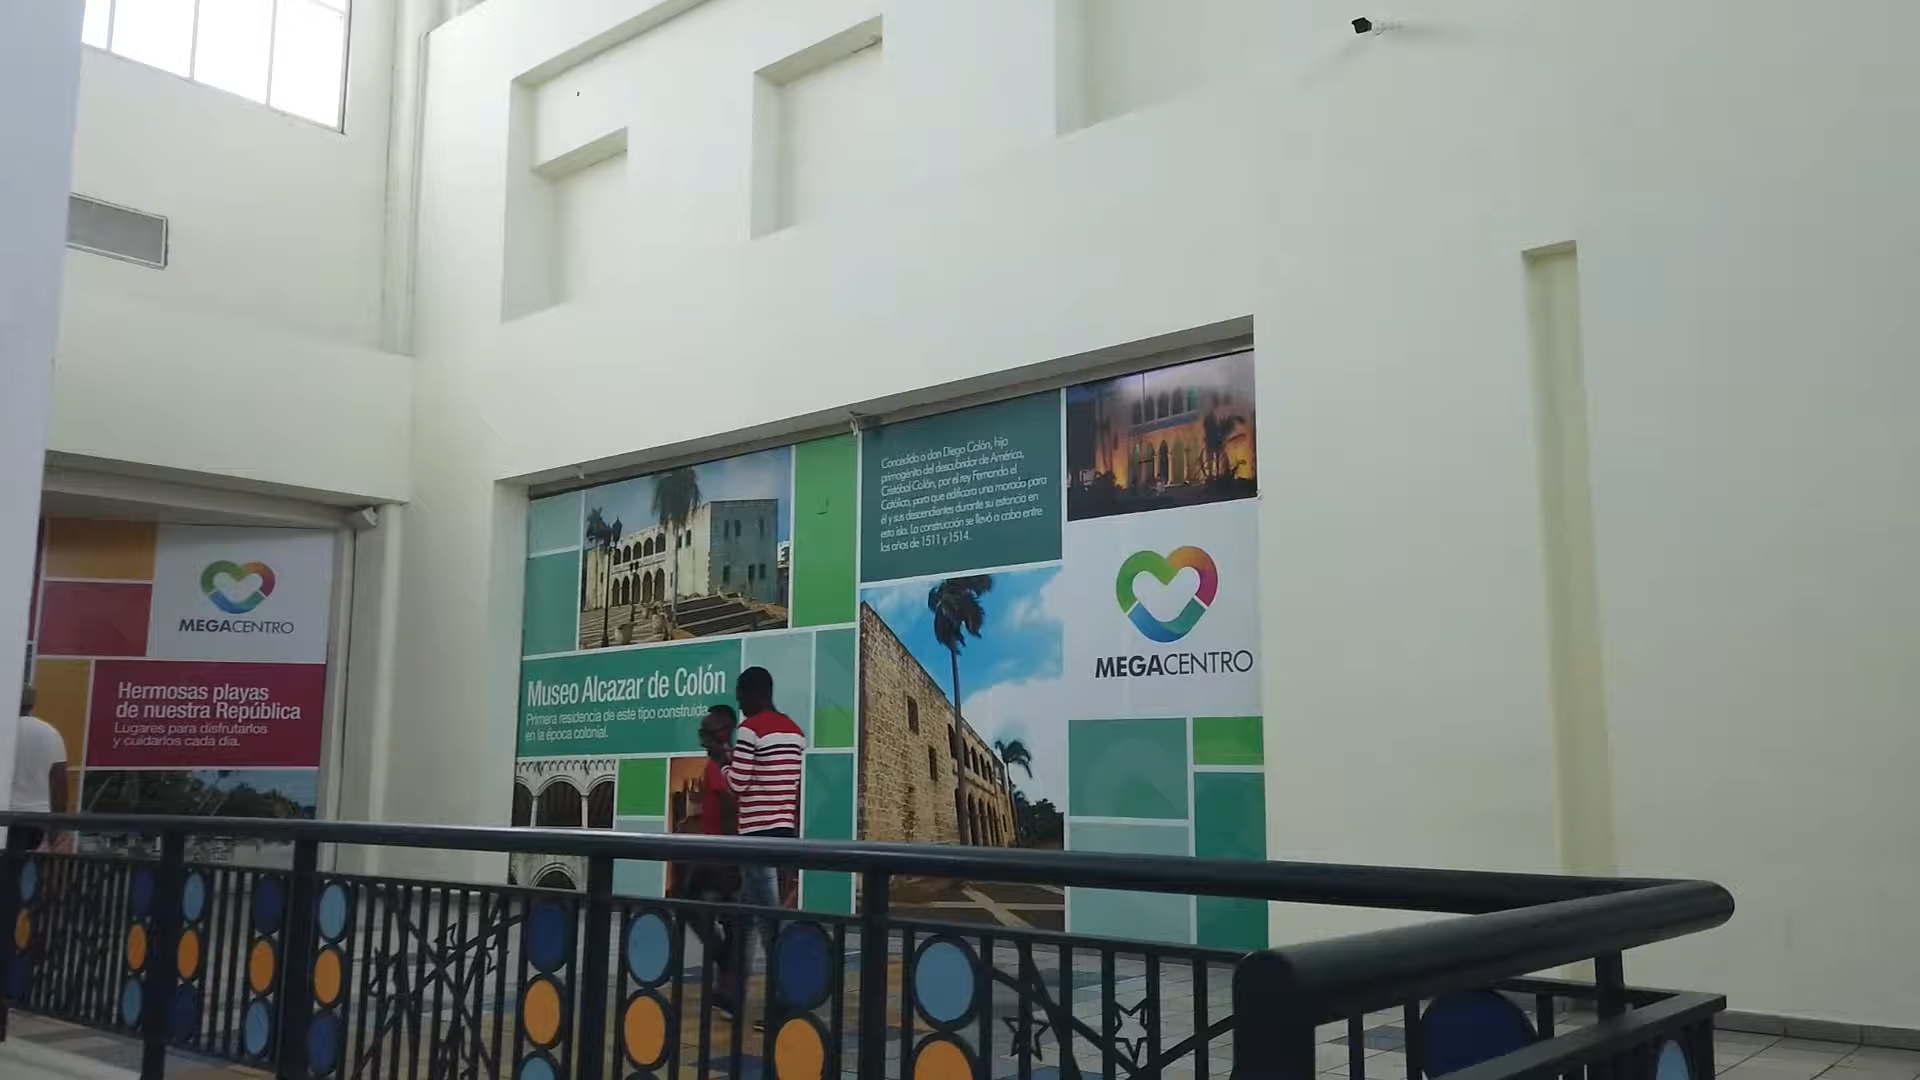 MEGACENTRO
Hermosas playas
de nuestra República
Lugares para disfrutarlos
y cuidarlos cada dia.
Museo Alcazar de Colón
Primera residencia de este tipo construida
en la época colonial.
Concedida a don Diego Colón, hijo
primogénito del descubridor de América,
Cristóbal Colón, por el rey Fernando el
Católico, para que edificara una morada para
él y sus descendientes durante su estancia en
esta isla. La construcción se llevó a cabo entre
los años de 1511 y 1514.
MEGACENTRO